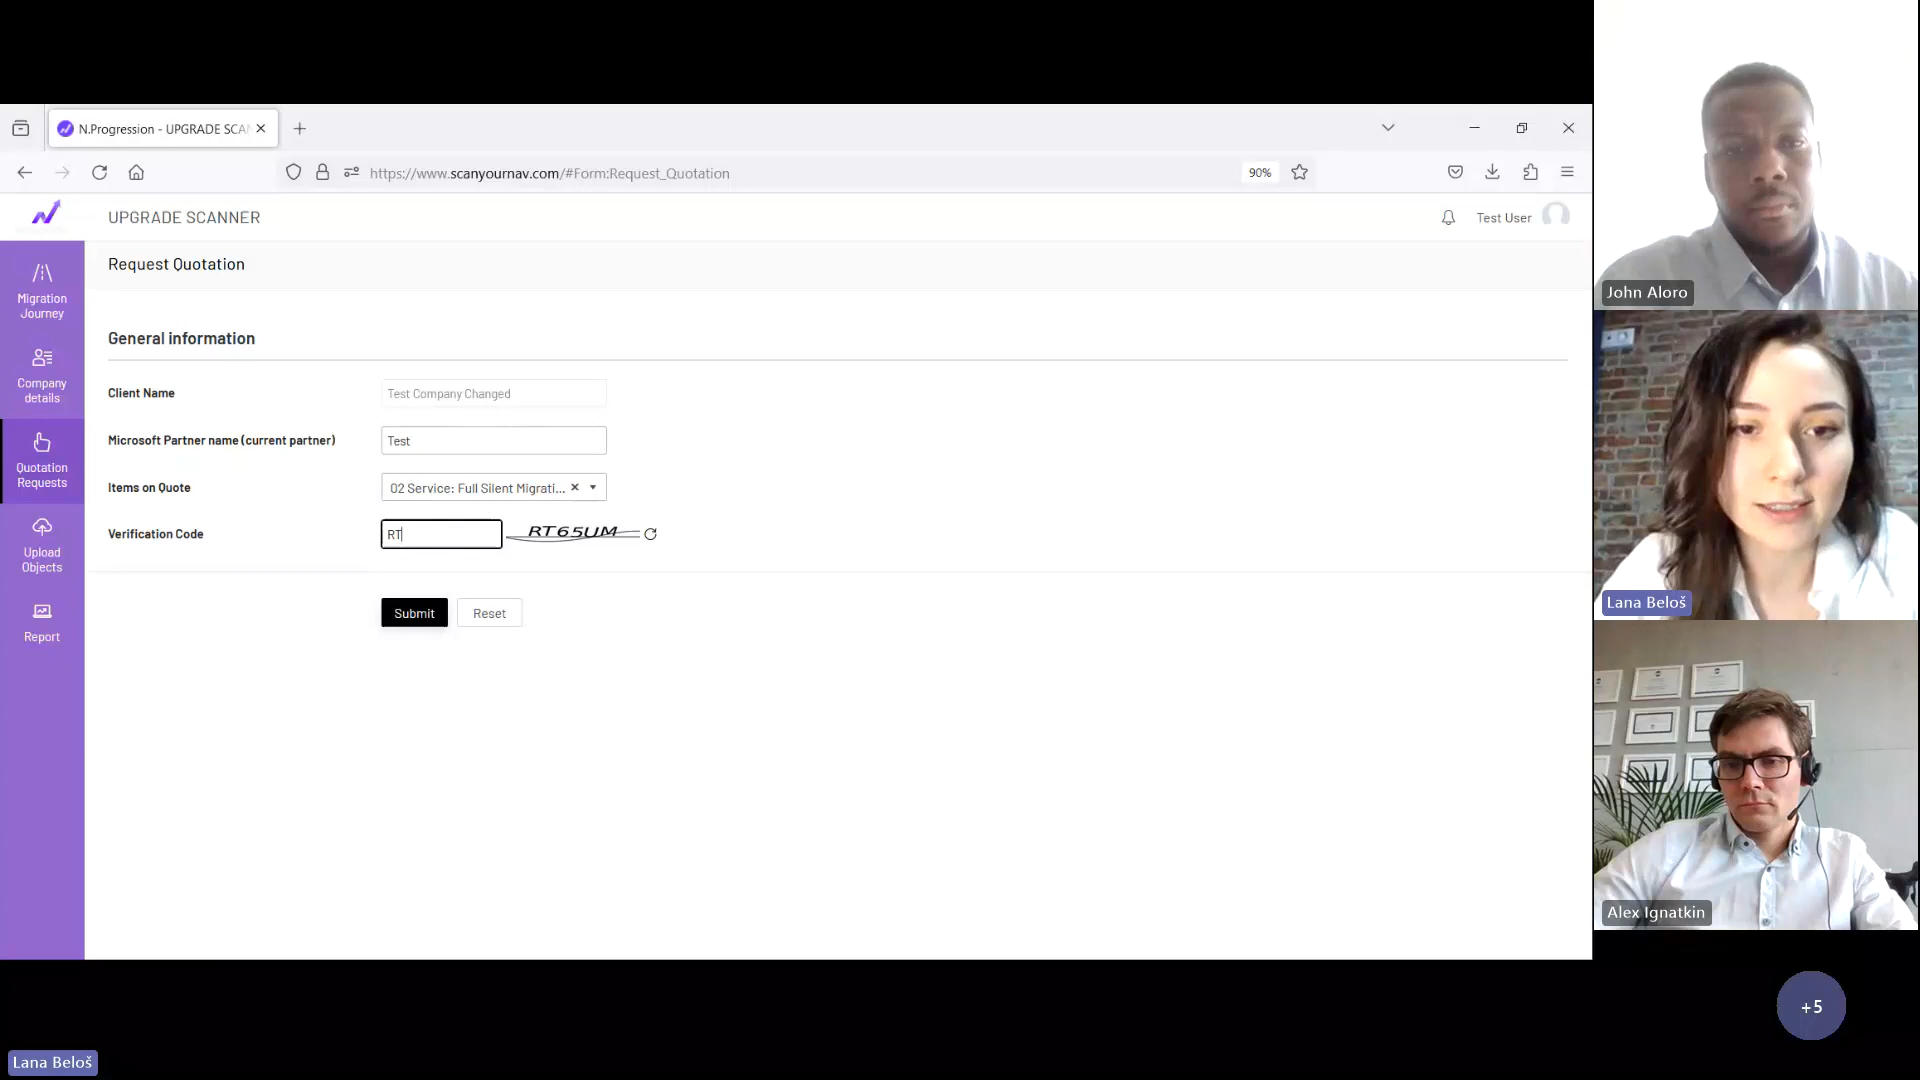 N.Progression - UPGRADE SCA
https://www.scanyournav.com/#Form:Request_Quotation
90%
UPGRADE SCANNER
Test User
Request Quotation
Migration
Journey
Company
details
Quotation
Requests
Upload
Objects
Report
General information
Client Name
Test Company Changed
Microsoft Partner name (current partner)
Test
Items on Quote
02 Service: Full Silent Migrati...
Verification Code
RT
RT65UM
Submit
Reset
John Aloro
Lana Beloš
Alex Ignatkin
+5
Lana Beloš